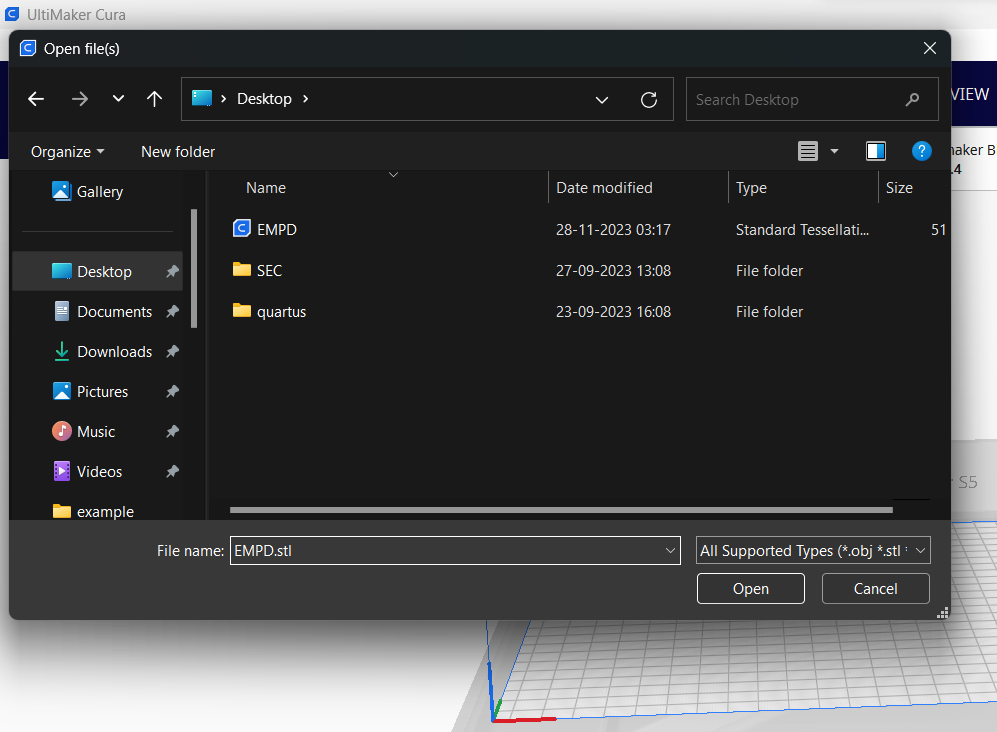 UltiMaker Cura
Open file(s)
Desktop
Search Desktop
VIEW
Organize
New folder
aker B
.4
Gallery
Name
Date modified
Type
Size
EMPD
28-11-2023 03:17
Standard Tessellati...
51
SEC
27-09-2023 13:08
File folder
quartus
23-09-2023 16:08
File folder
Desktop
Documents
Downloads
Pictures
Music
Videos
example
S5
File name:
EMPD.stl
All Supported Types (*.obj *.stl *
Open
Cancel